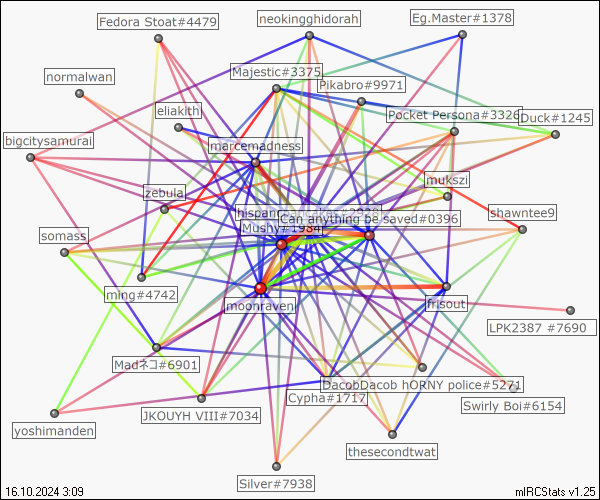 Fedora Stoat#4479
neokingghidorah
Eg.Master#1378
normalwan
Majestic#3375
Pikabro#9971
eliakith
Pocket Persona#3326
Duck#1245
bigcitysamurai
marcemadness
zebula
mukszi
Can anything be saved#0396
shawntee9
somass
Mushy#1984
ming#4742
moonraven
frisout
LPK2387 #7690
Madネコ#6901
DacobDacob hORNY police#5271
Cypha#1717
Swirly Boi#6154
JKOUYH VIII#7034
yoshimanden
thesecondtwat
Silver#7938
16.10.2024 3:09
mIRCStats v1.25